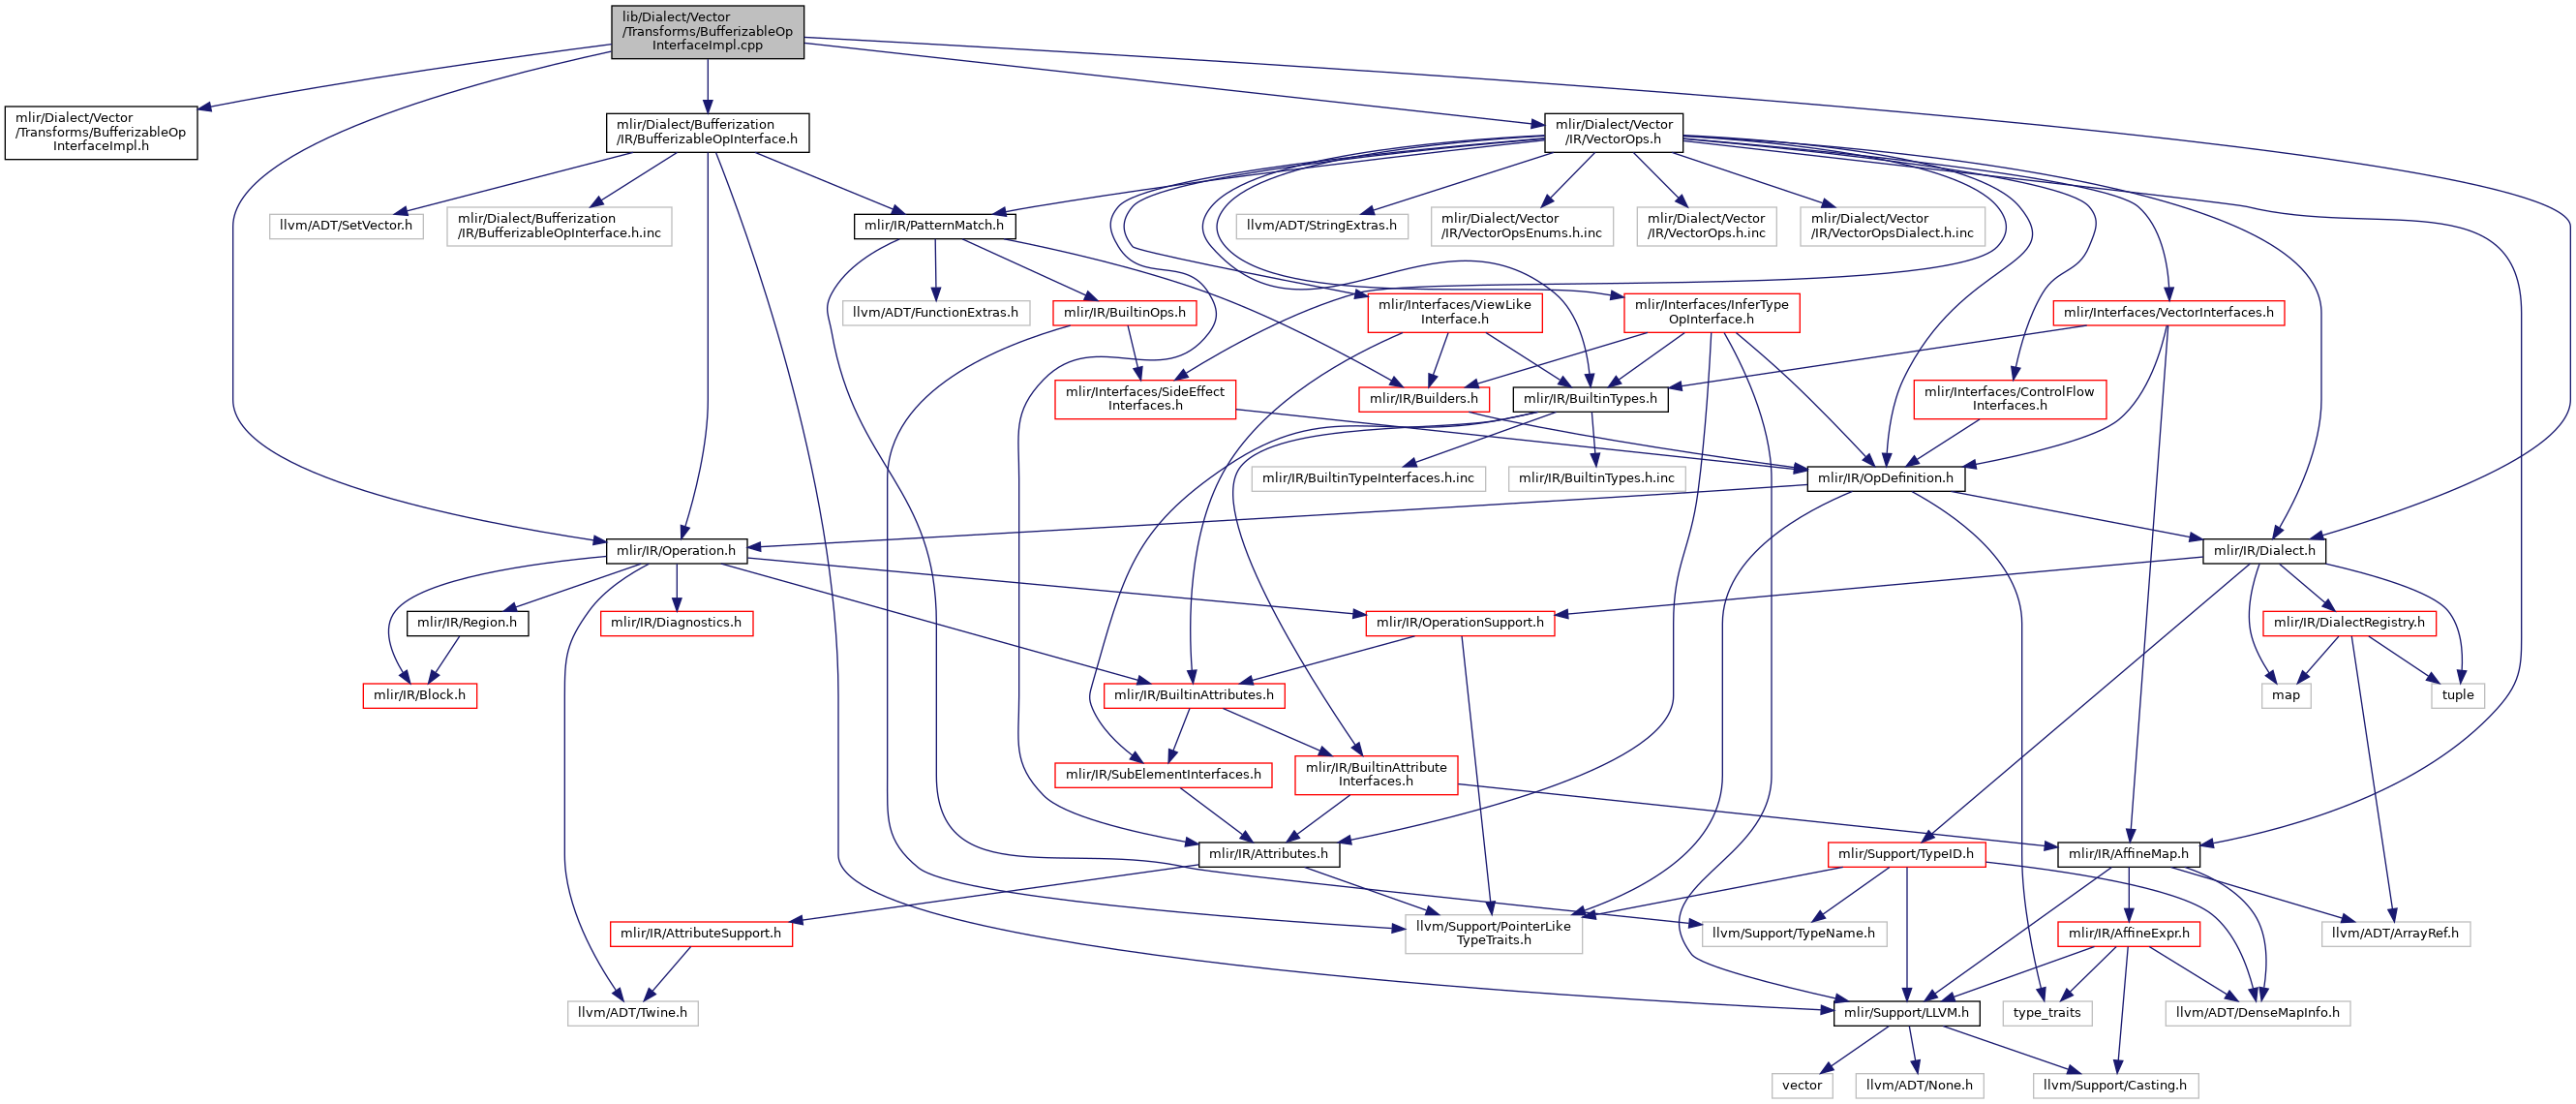 lib/Dialect/Vector
/Transforms/BufferizableOp
InterfaceImpl.cpp
mlir/Dialect/Vector
/Transforms/BufferizableOp
InterfaceImpl.h
mlir/Dialect/Bufferization
/IR/BufferizableOpInterface.h
mlir/Dialect/Vector
/IR/VectorOps.h
llvm/ADT/SetVector.h
mlir/Dialect/Bufferization
/IR/BufferizableOpInterface.h.inc
mlir/IR/PatternMatch.h
llvm/ADT/StringExtras.h
mlir/Dialect/Vector
/IR/VectorOpsEnums.h.inc
mlir/Dialect/Vector
/IR/VectorOps.h.inc
mlir/Dialect/Vector
/IR/VectorOpsDialect.h.inc
llvm/ADT/FunctionExtras.h
mlir/IR/BuiltinOps.h
mlir/Interfaces/ViewLike
Interface.h
mlir/Interfaces/InferType
OpInterface.h
mlir/Interfaces/VectorInterfaces.h
mlir/Interfaces/SideEffect
Interfaces.h
mlir/IR/Builders.h
mlir/IR/BuiltinTypes.h
mlir/Interfaces/ControlFlow
Interfaces.h
mlir/IR/BuiltinTypeInterfaces.h.inc
mlir/IR/BuiltinTypes.h.inc
mlir/IR/OpDefinition.h
mlir/IR/Operation.h
mlir/IR/Dialect.h
mlir/IR/Region.h
mlir/IR/Diagnostics.h
mlir/IR/OperationSupport.h
mlir/IR/DialectRegistry.h
mlir/IR/Block.h
mlir/IR/BuiltinAttributes.h
map
tuple
mlir/IR/SubElementInterfaces.h
mlir/IR/BuiltinAttribute
Interfaces.h
mlir/IR/Attributes.h
mlir/Support/TypeID.h
mlir/IR/AffineMap.h
mlir/IR/AttributeSupport.h
llvm/Support/PointerLike
TypeTraits.h
llvm/Support/TypeName.h
mlir/IR/AffineExpr.h
llvm/ADT/ArrayRef.h
llvm/ADT/Twine.h
mlir/Support/LLVM.h
type_traits
llvm/ADT/DenseMapInfo.h
vector
llvm/ADT/None.h
llvm/Support/Casting.h